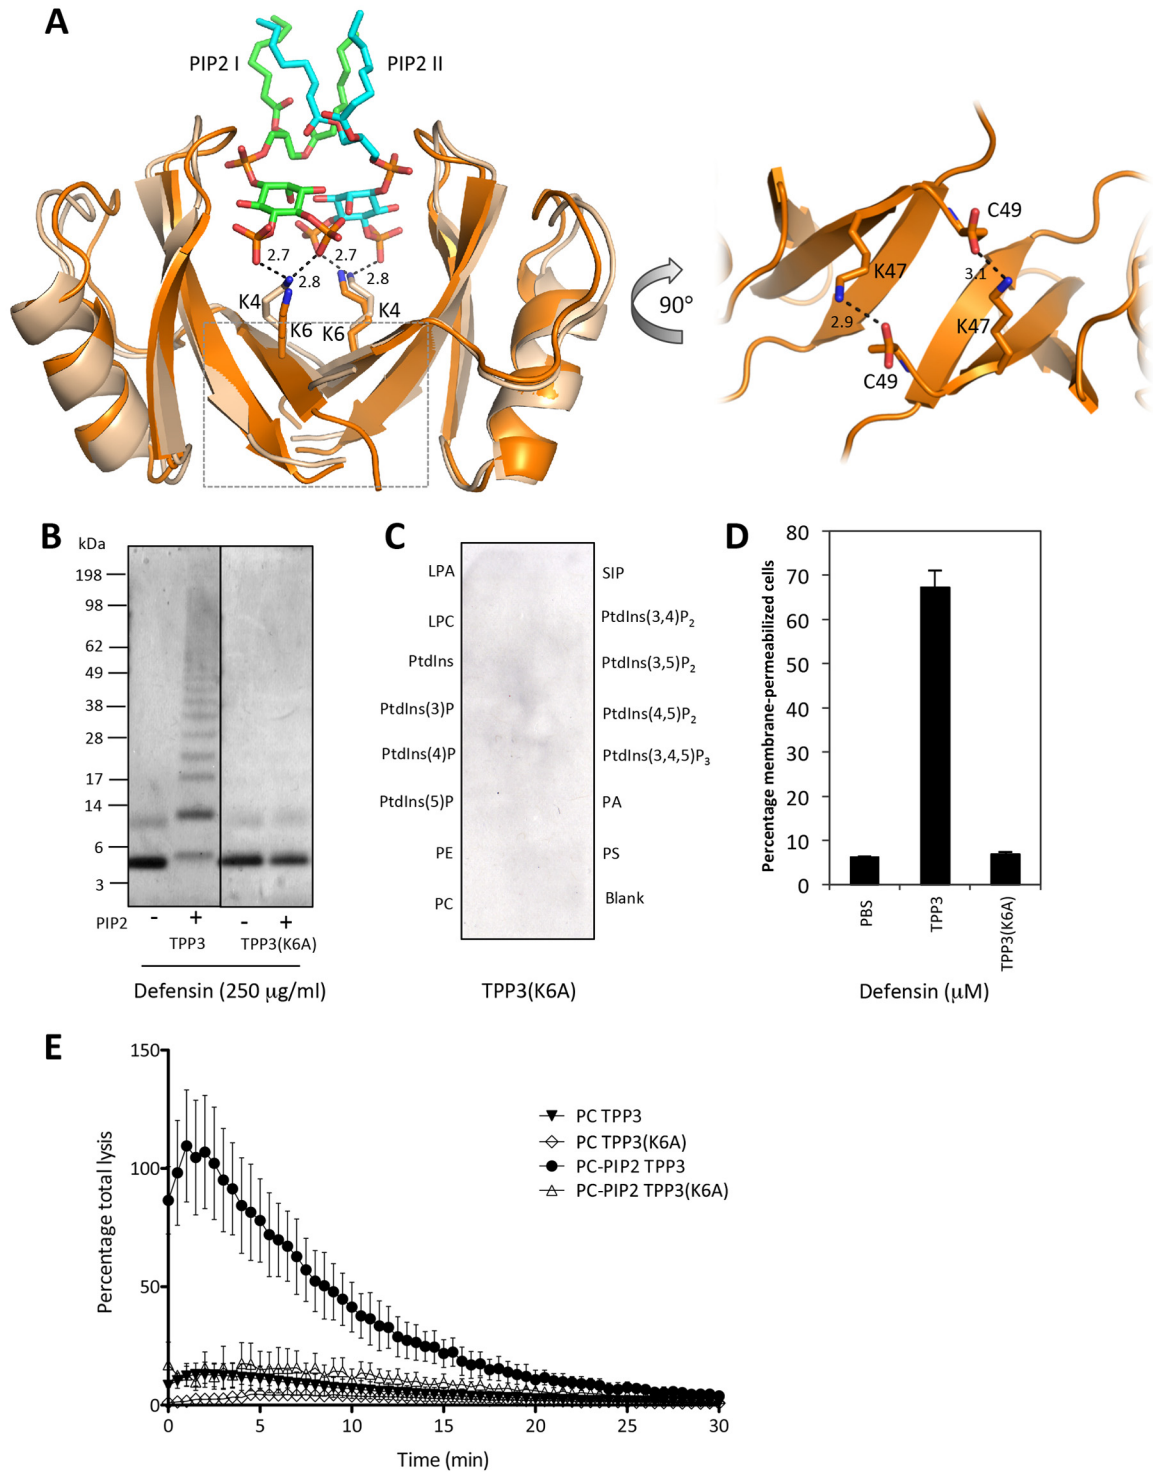 A
PIP2 I
PIP2 II
2.7
2.7
2.8
2.8
K4
K4
K6
K6
90°
C49
K47
3.1
2.9
K47
C49
B
kDa
198
98
62
49
38
28
17
14
6
3
PIP2
-
+
-
+
TPP3
TPP3(K6A)
Defensin (250 µg/ml)
C
LPA
LPC
PtdIns
PtdIns(3)P
PtdIns(4)P
PtdIns(5)P
PE
PC
SIP
PtdIns(3,4)P2
PtdIns(3,5)P2
PtdIns(4,5)P2
PtdIns(3,4,5)P3
PA
PS
Blank
TPP3(K6A)
D
Percentage membrane-permeabilized cells
80
70
60
50
40
30
20
10
0
PBS
TPP3
TPP3(K6A)
Defensin (µM)
E
Percentage total lysis
150
100
50
0
PC TPP3
PC TPP3(K6A)
PC-PIP2 TPP3
PC-PIP2 TPP3(K6A)
0
5
10
15
20
25
30
Time (min)